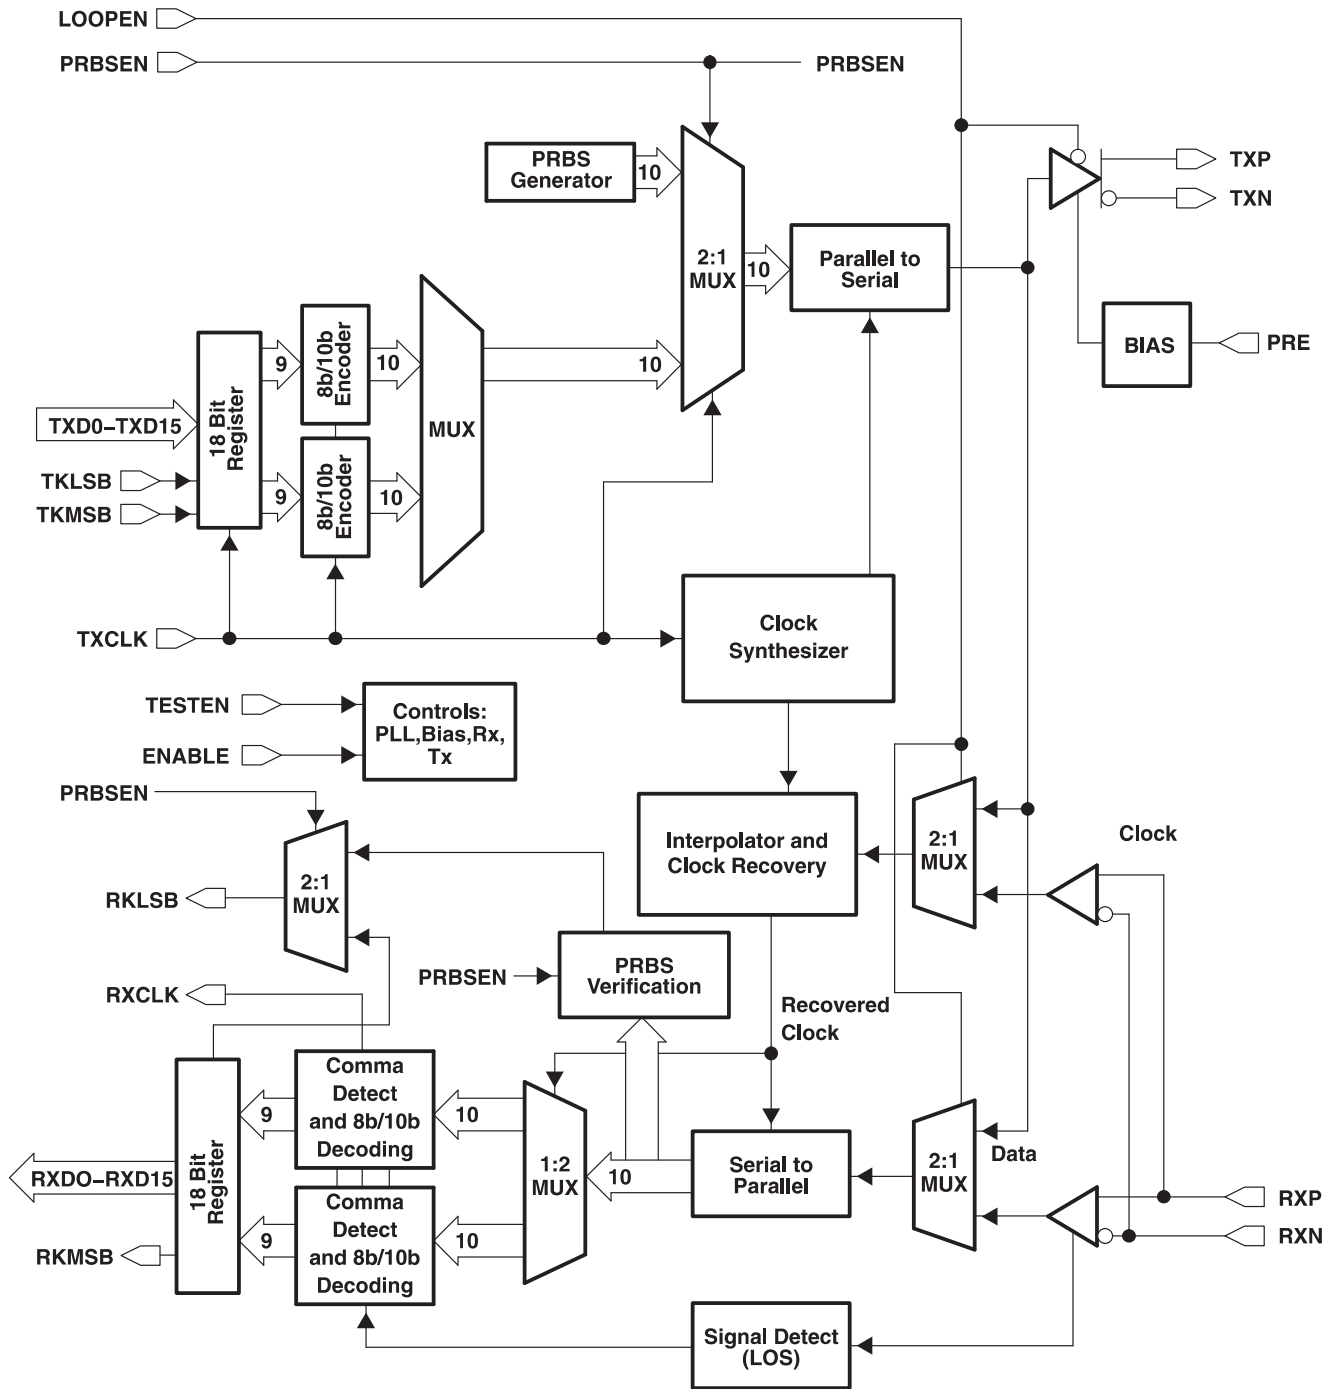 LOOPEN
PRBSEN
PRBSEN
PRBS
Generator
10
TXP
TXN
2:1
MUX
10
Parallel to
Serial
BIAS
PRE
18 Bit
Register
9
8b/10b
Encoder
10
MUX
10
TXD0–TXD15
TKLSB
TKMSB
9
8b/10b
Encoder
10
TXCLK
Clock
Synthesizer
TESTEN
ENABLE
Controls:
PLL,Bias,Rx,
Tx
PRBSEN
2:1
MUX
RKLSB
Interpolator and
Clock Recovery
2:1
MUX
Clock
PRBSEN
PRBS
Verification
RXCLK
Recovered
Clock
Comma
Detect
and 8b/10b
Decoding
9
10
18 Bit
Register
RXDO–RXD15
RKMSB
1:2
MUX
10
Serial to
Parallel
2:1
MUX
Data
RXP
RXN
Comma
Detect
and 8b/10b
Decoding
9
10
Signal Detect
(LOS)